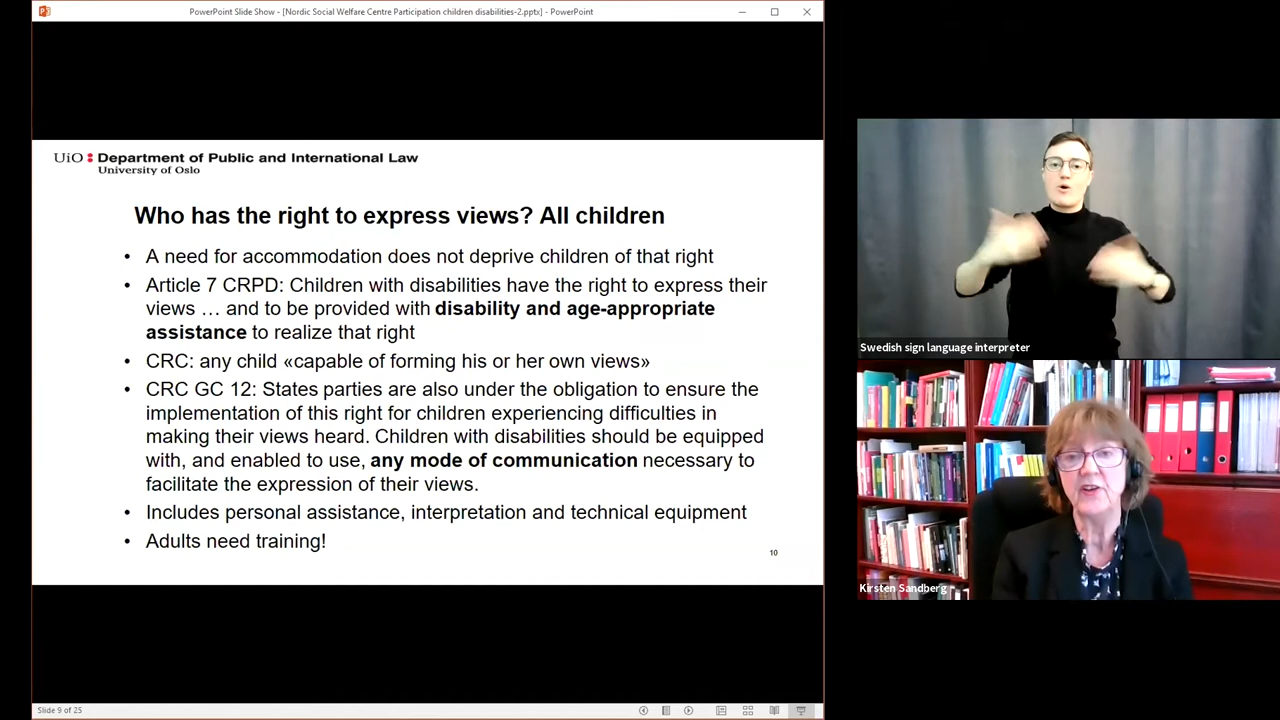 PowerPoint Slide Show - [Nordic Social Welfare Centre Participation children disabilities-2.pptx] - PowerPoint
UiO Department of Public and International Law
University of Oslo
Who has the right to express views? All children
• A need for accommodation does not deprive children of that right
• Article 7 CRPD: Children with disabilities have the right to express their
views … and to be provided with disability and age-appropriate
assistance to realize that right
• CRC: any child «capable of forming his or her own views»
• CRC GC 12: States parties are also under the obligation to ensure the
implementation of this right for children experiencing difficulties in
making their views heard. Children with disabilities should be equipped
with, and enabled to use, any mode of communication necessary to
facilitate the expression of their views.
• Includes personal assistance, interpretation and technical equipment
• Adults need training!
10
Slide 9 of 25
Swedish sign language interpreter
Kirsten Sandberg